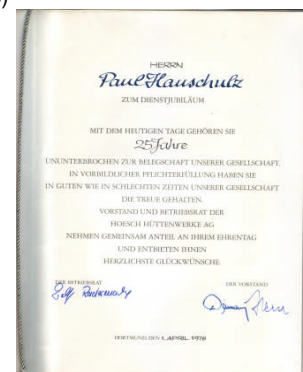 HERRN
Paul Hauschulz
ZUM DIENSTJUBILÄUM
MIT DEM HEUTIGEN TAGE GEHÖREN SIE
25 Jahre
UNUNTERBROCHEN ZUR BELEGSCHAFT UNSERER GESELLSCHAFT.
IN VORBILDLICHER PFLICHTERFÜLLUNG HABEN SIE
IN GUTEN WIE IN SCHLECHTEN ZEITEN UNSERER GESELLSCHAFT
DIE TREUE GEHALTEN.
VORSTAND UND BETRIEBSRAT DER
HOESCH HÜTTENWERKE AG
NEHMEN GEMEINSAM ANTEIL AN IHREM EHRENTAG
UND ENTBIETEN IHNEN
HERZLICHSTE GLÜCKWÜNSCHE.
DER BETRIEBSRAT
DER VORSTAND
DORTMUND, DEN 1. APRIL 1978